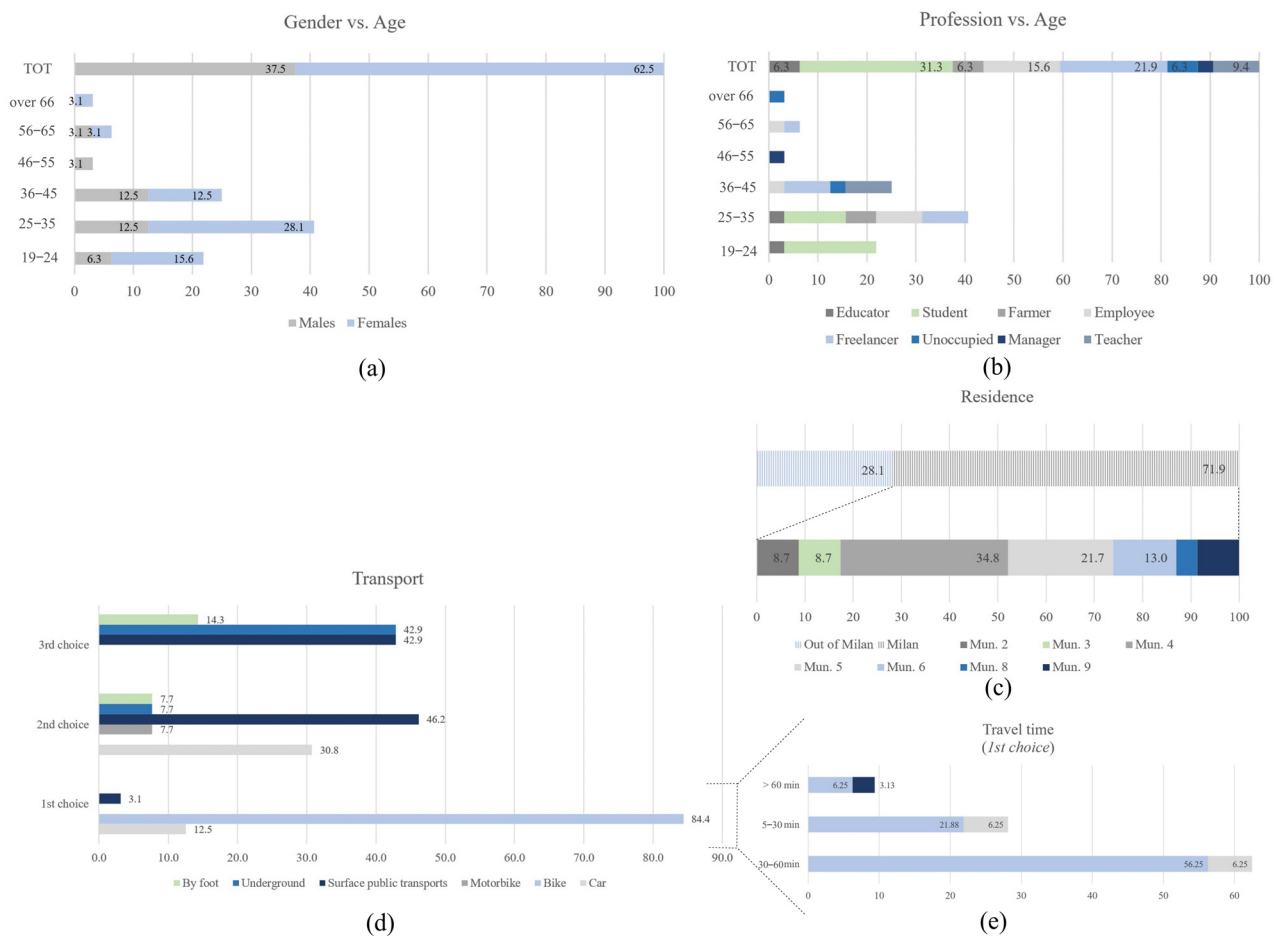 Gender vs. Age
TOT 37.5 62.5
over 66 3.1
56–65 3.1 3.1
46–55 3.1
36–45 12.5 12.5
25–35 12.5 28.1
19–24 6.3 15.6
0 10 20 30 40 50 60 70 80 90 100
Males Females
(a)
Profession vs. Age
TOT 6.3 31.3 6.3 15.6 21.9 6.3 9.4
over 66
56–65
46–55
36–45
25–35
19–24
0 10 20 30 40 50 60 70 80 90 100
Educator Student Farmer Employee
Freelancer Unoccupied Manager Teacher
(b)
Residence
28.1 71.9
8.7 8.7 34.8 21.7 13.0
0 10 20 30 40 50 60 70 80 90 100
Out of Milan Milan Mun. 2 Mun. 3 Mun. 4
Mun. 5 Mun. 6 Mun. 8 Mun. 9
(c)
Transport
14.3
42.9
3rd choice 42.9
7.7
7.7
2nd choice 46.2
7.7
30.8
1st choice 3.1
84.4
12.5
0.0 10.0 20.0 30.0 40.0 50.0 60.0 70.0 80.0 90.0
By foot Underground Surface public transports Motorbike Bike Car
(d)
Travel time
(1st choice)
> 60 min 6.25 3.13
5–30 min 21.88 6.25
30–60min 56.25 6.25
0 10 20 30 40 50 60
(e)